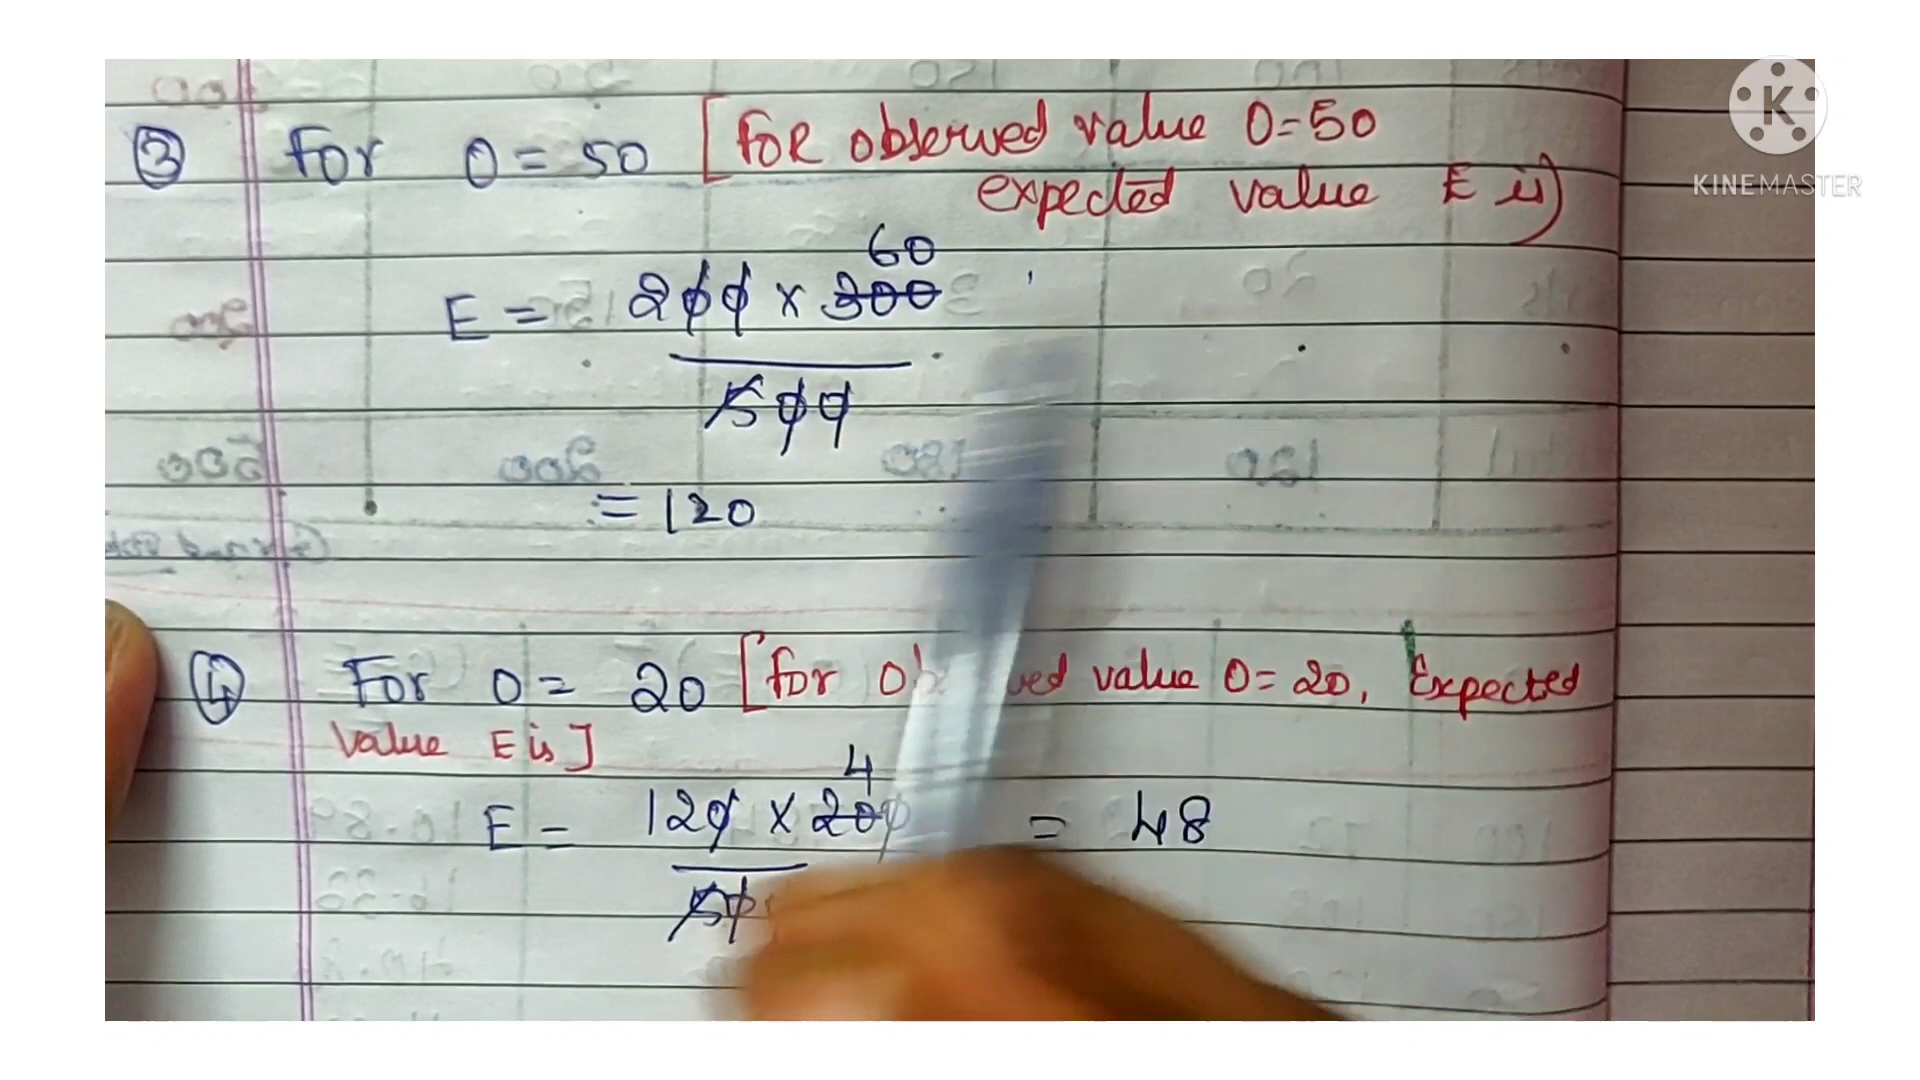 ③ For O = 50 [FOR observed value O=50
expected value E is)
60
E = 200 x 300
500
= 120
④ For O = 20 [for Ob ved value O= 20, Expected
value E is]
4
E = 120 x 200 = 48
50
KINEMASTER